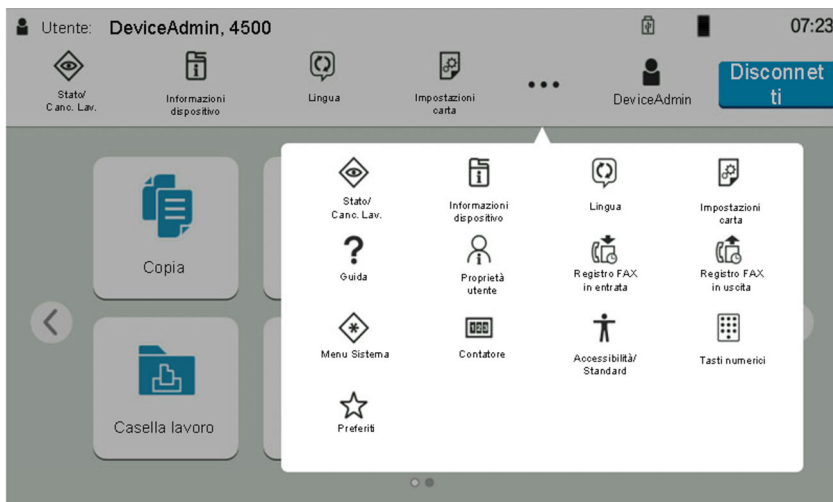 Utente: DeviceAdmin, 4500
07:23
Stato/
Canc. Lav.
Informazioni
dispositivo
Lingua
Impostazioni
carta
DeviceAdmin
Disconnet
ti
Stato/
Canc. Lav.
Informazioni
dispositivo
Lingua
Impostazioni
carta
Guida
Proprietà
utente
Registro FAX
in entrata
Registro FAX
in uscita
Menu Sistema
Contatore
Accessibilità/
Standard
Tasti numerici
Preferiti
Copia
Casella lavoro